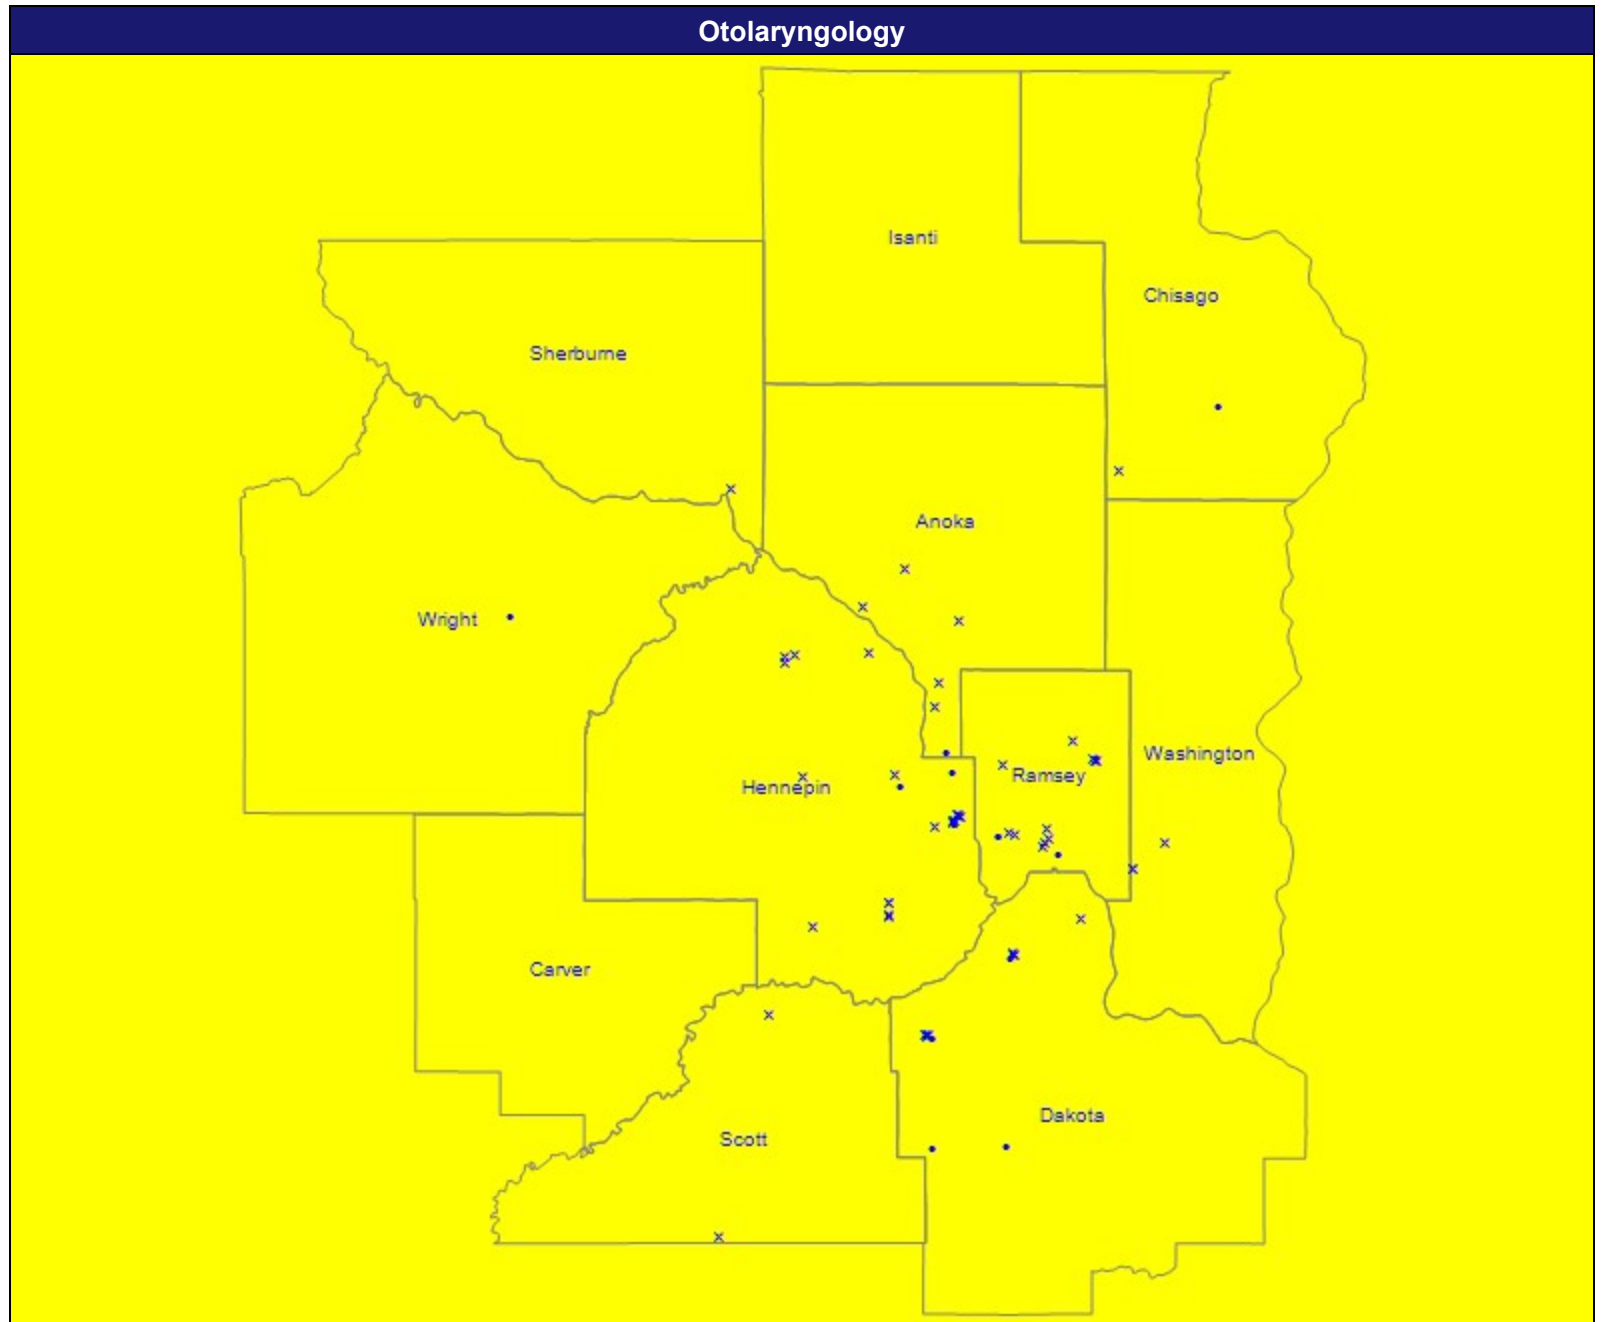 Otolaryngology
Isanti
Chisago
Sherburne
Anoka
Wright
Washington
Ramsey
Hennepin
Carver
Dakota
Scott